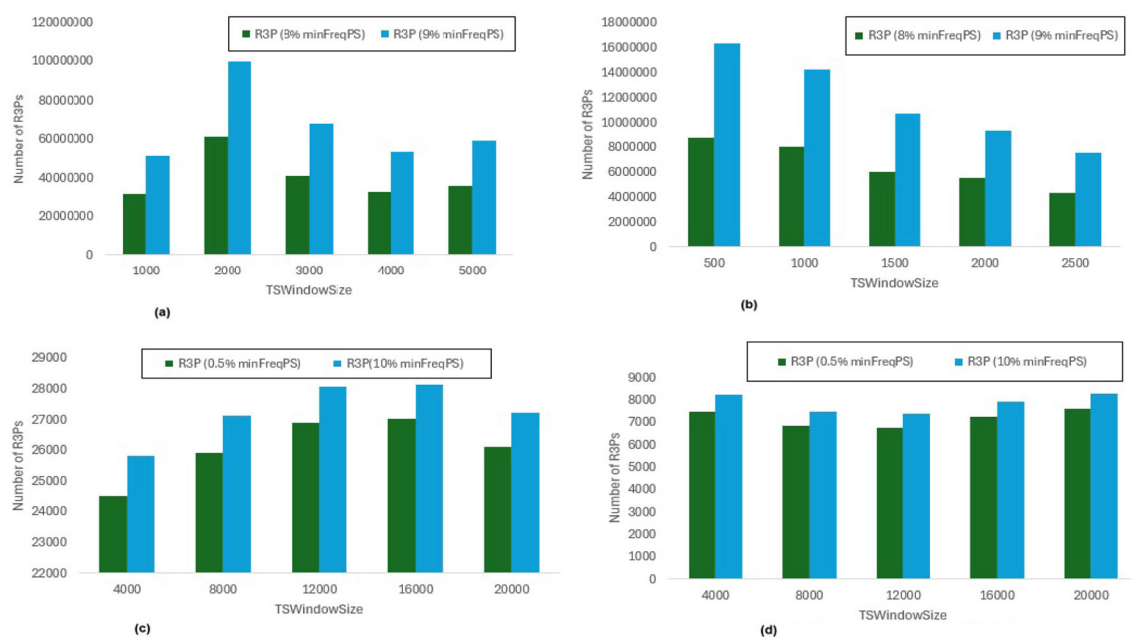 R3P (8% minFreqPS) R3P (9% minFreqPS)
120000000
100000000
80000000
60000000
40000000
20000000
0
Number of R3Ps
1000 2000 3000 4000 5000
TSWindowSize
(a)
R3P (8% minFreqPS) R3P (9% minFreqPS)
18000000
16000000
14000000
12000000
10000000
8000000
6000000
4000000
2000000
0
Number of R3Ps
500 1000 1500 2000 2500
TSWindowSize
(b)
R3P (0.5% minFreqPS) R3P(10% minFreqPS)
29000
28000
27000
26000
25000
24000
23000
22000
Number of R3Ps
4000 8000 12000 16000 20000
TSWindowSize
(c)
R3P (0.5% minFreqPS) R3P (10% minFreqPS)
9000
8000
7000
6000
5000
4000
3000
2000
1000
0
Number of R3Ps
4000 8000 12000 16000 20000
TSWindowSize
(d)